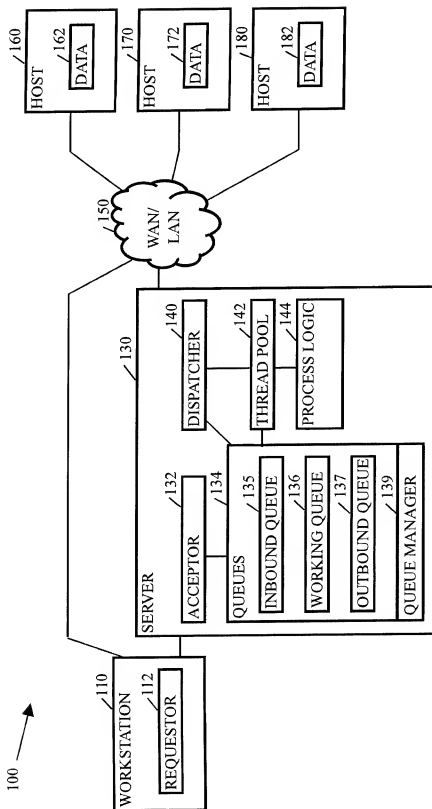 100
110
WORKSTATION
112
REQUESTOR
130
SERVER
132
ACCEPTOR
134
QUEUES
135
INBOUND QUEUE
136
WORKING QUEUE
137
OUTBOUND QUEUE
139
QUEUE MANAGER
140
DISPATCHER
142
THREAD POOL
144
PROCESS LOGIC
150
WAN/
LAN
160
HOST
162
DATA
170
HOST
172
DATA
180
HOST
182
DATA